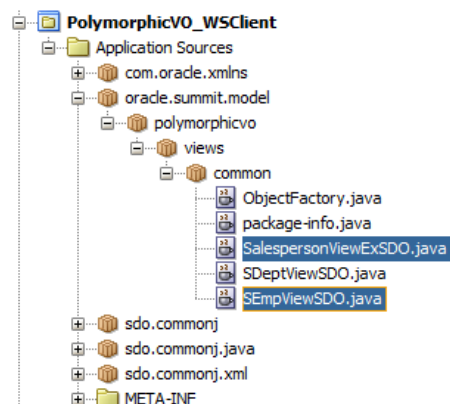 PolymorphicVO_WSClient
Application Sources
com.oracle.xmlns
oracle.summit.model
polymorphicvo
views
common
ObjectFactory.java
package-info.java
SalespersonViewExSDO.java
SDeptViewSDO.java
SEmpViewSDO.java
sdo.commonj
sdo.commonj.java
sdo.commonj.xml
META-INF